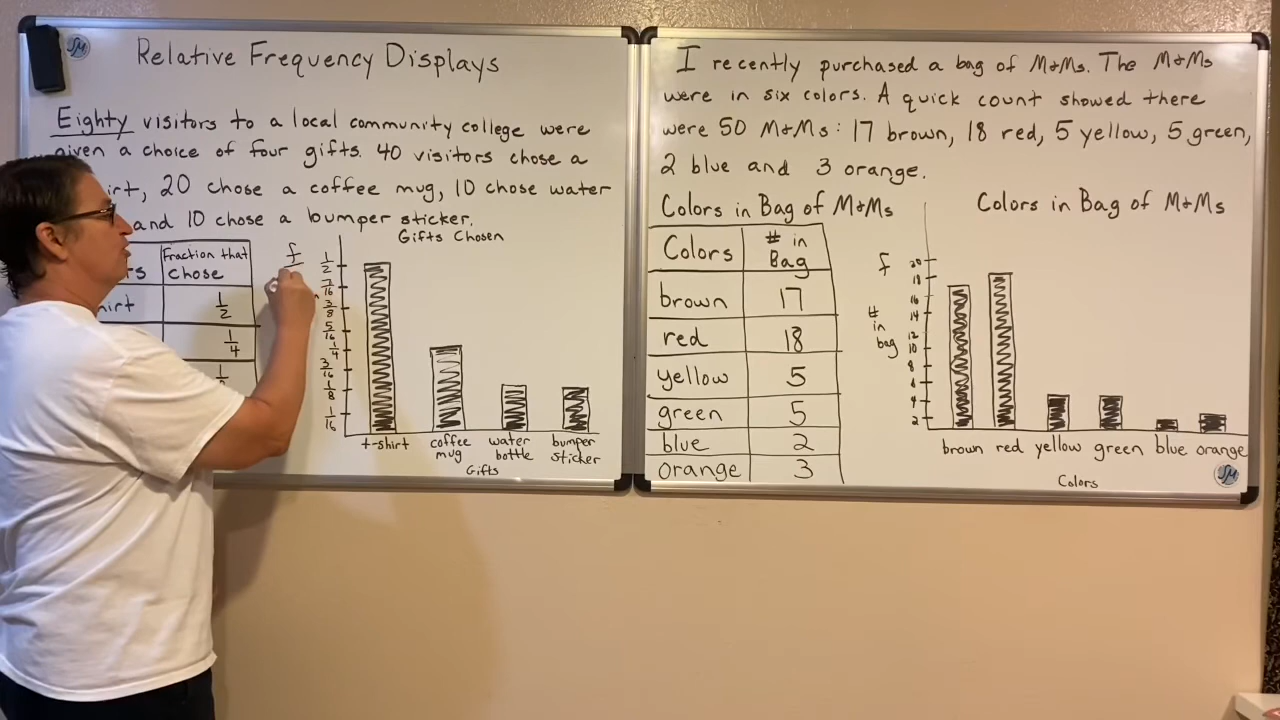 Relative Frequency Displays
Eighty visitors to a local community college were
given a choice of four gifts. 40 visitors chose a
20 chose a coffee mug, 10 chose water
and 10 chose a bumper sticker.
Fraction that
chose
1/2
1/4
Gifts Chosen
f
1/2
7/16
3/8
5/16
1/4
3/16
1/8
1/16
t-shirt coffee mug water bottle bumper sticker
Gifts
I recently purchased a bag of M&Ms. The M&Ms
were in six colors. A quick count showed there
were 50 M&Ms: 17 brown, 18 red, 5 yellow, 5 green,
2 blue and 3 orange.
Colors in Bag of M&Ms
Colors # in Bag
brown 17
red 18
yellow 5
green 5
blue 2
orange 3
Colors in Bag of M&Ms
f
# in bag
20
18
16
14
12
10
8
6
4
2
brown red yellow green blue orange
Colors